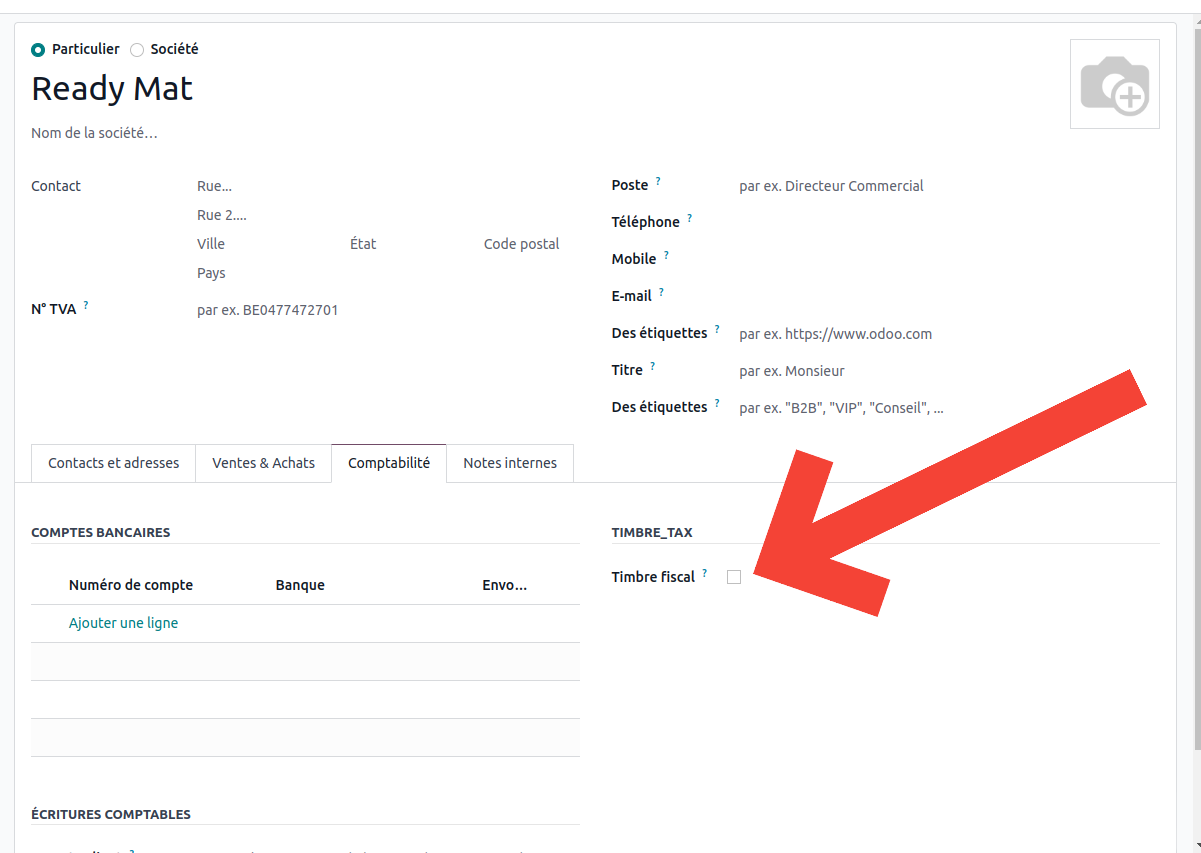 Particulier Société
Ready Mat
Nom de la société…
Contact
Rue...
Rue 2....
Ville État Code postal
Pays
N° TVA ? par ex. BE0477472701
Poste ? par ex. Directeur Commercial
Téléphone ?
Mobile ?
E-mail ?
Des étiquettes ? par ex. https://www.odoo.com
Titre ? par ex. Monsieur
Des étiquettes ? par ex. "B2B", "VIP", "Conseil", ...
Contacts et adresses Ventes & Achats Comptabilité Notes internes
COMPTES BANCAIRES
Numéro de compte Banque Envo…
Ajouter une ligne
TIMBRE_TAX
Timbre fiscal ?
ÉCRITURES COMPTABLES